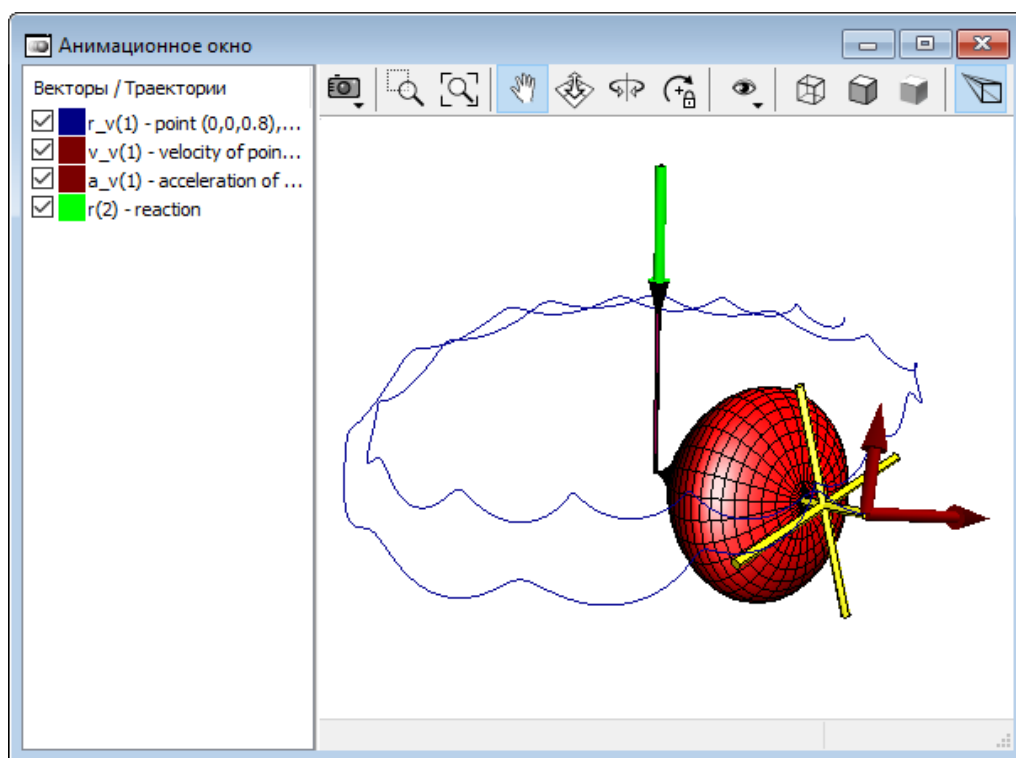 Анимационное окно
Векторы / Траектории
r_v(1) - point (0,0,0.8),...
v_v(1) - velocity of poin...
a_v(1) - acceleration of ...
r(2) - reaction